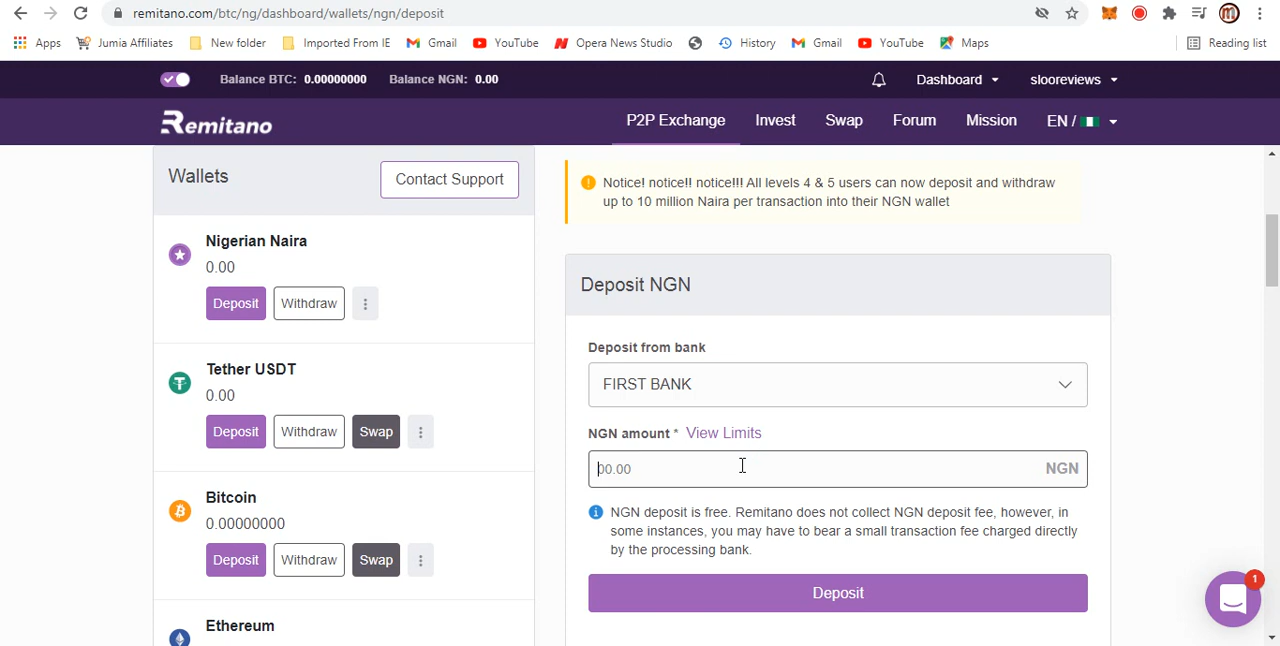 remitano.com/btc/ng/dashboard/wallets/ngn/deposit
Apps Jumia Affiliates New folder Imported From IE Gmail YouTube Opera News Studio History Gmail YouTube Maps Reading list
Balance BTC: 0.00000000 Balance NGN: 0.00 Dashboard slooreviews
Remitano P2P Exchange Invest Swap Forum Mission EN /
Wallets
Contact Support
Nigerian Naira
0.00
Deposit Withdraw
Tether USDT
0.00
Deposit Withdraw Swap
Bitcoin
0.00000000
Deposit Withdraw Swap
Ethereum
Notice! notice!! notice!!! All levels 4 & 5 users can now deposit and withdraw
up to 10 million Naira per transaction into their NGN wallet
Deposit NGN
Deposit from bank
FIRST BANK
NGN amount * View Limits
00.00 NGN
NGN deposit is free. Remitano does not collect NGN deposit fee, however, in
some instances, you may have to bear a small transaction fee charged directly
by the processing bank.
Deposit
1